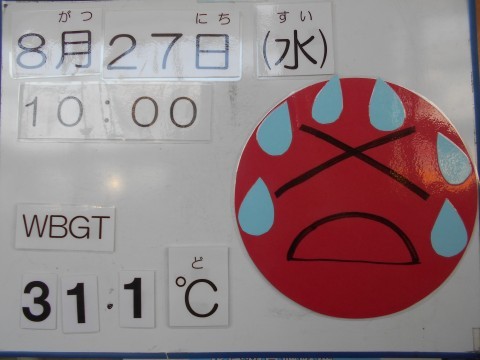 がつ にち すい
8月27日(水)
10:00
WBGT
ど
31.1℃